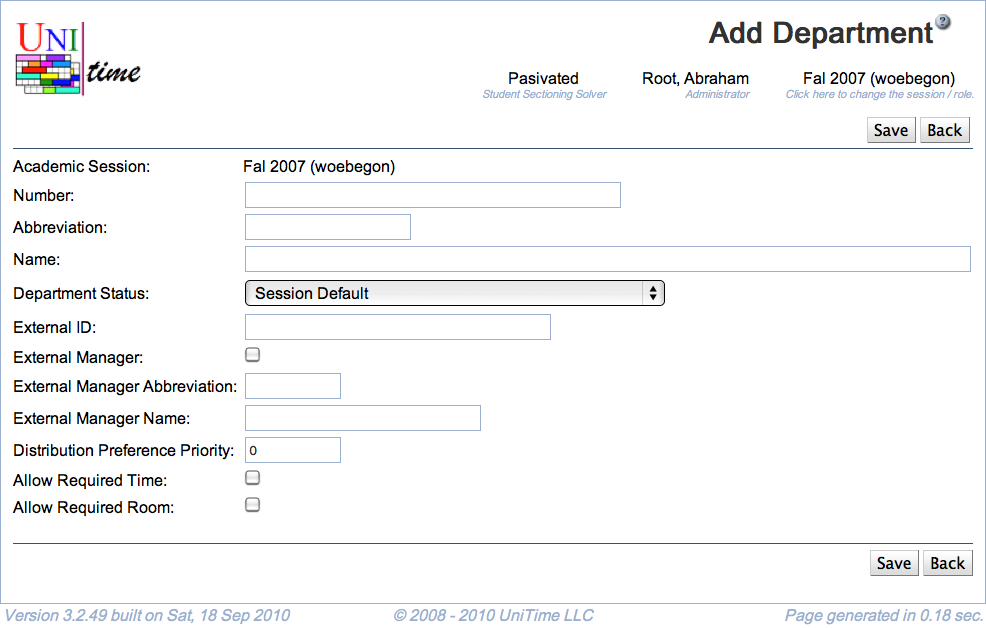 UNI
time
Add Department
?
Pasivated Root, Abraham Fal 2007 (woebegon)
Student Sectioning Solver Administrator Click here to change the session / role.
Save Back
Academic Session: Fal 2007 (woebegon)
Number:
Abbreviation:
Name:
Department Status: Session Default
External ID:
External Manager:
External Manager Abbreviation:
External Manager Name:
Distribution Preference Priority: 0
Allow Required Time:
Allow Required Room:
Save Back
Version 3.2.49 built on Sat, 18 Sep 2010 © 2008 - 2010 UniTime LLC Page generated in 0.18 sec.